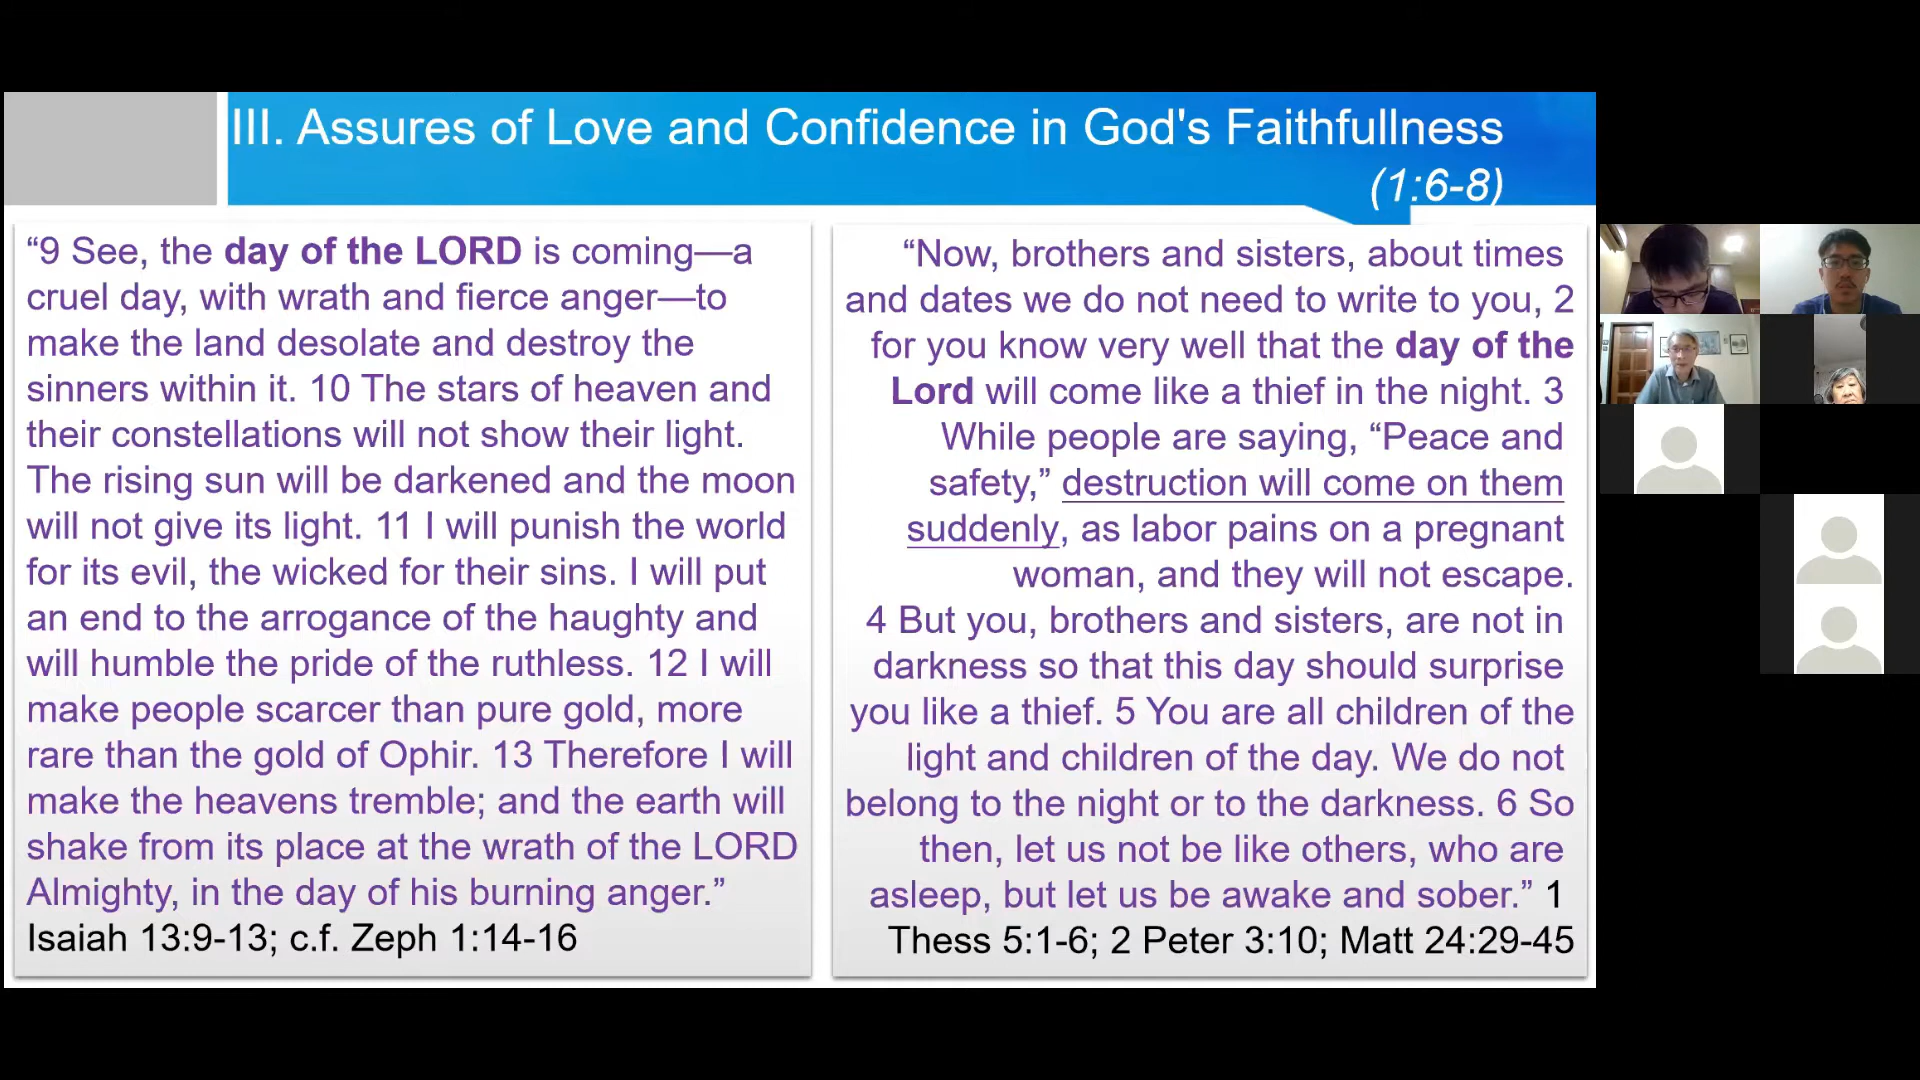 III. Assures of Love and Confidence in God's Faithfullness
(1:6-8)
“9 See, the day of the LORD is coming—a
cruel day, with wrath and fierce anger—to
make the land desolate and destroy the
sinners within it. 10 The stars of heaven and
their constellations will not show their light.
The rising sun will be darkened and the moon
will not give its light. 11 I will punish the world
for its evil, the wicked for their sins. I will put
an end to the arrogance of the haughty and
will humble the pride of the ruthless. 12 I will
make people scarcer than pure gold, more
rare than the gold of Ophir. 13 Therefore I will
make the heavens tremble; and the earth will
shake from its place at the wrath of the LORD
Almighty, in the day of his burning anger.”
Isaiah 13:9-13; c.f. Zeph 1:14-16
“Now, brothers and sisters, about times
and dates we do not need to write to you, 2
for you know very well that the day of the
Lord will come like a thief in the night. 3
While people are saying, “Peace and
safety,” destruction will come on them
suddenly, as labor pains on a pregnant
woman, and they will not escape.
4 But you, brothers and sisters, are not in
darkness so that this day should surprise
you like a thief. 5 You are all children of the
light and children of the day. We do not
belong to the night or to the darkness. 6 So
then, let us not be like others, who are
asleep, but let us be awake and sober.” 1
Thess 5:1-6; 2 Peter 3:10; Matt 24:29-45